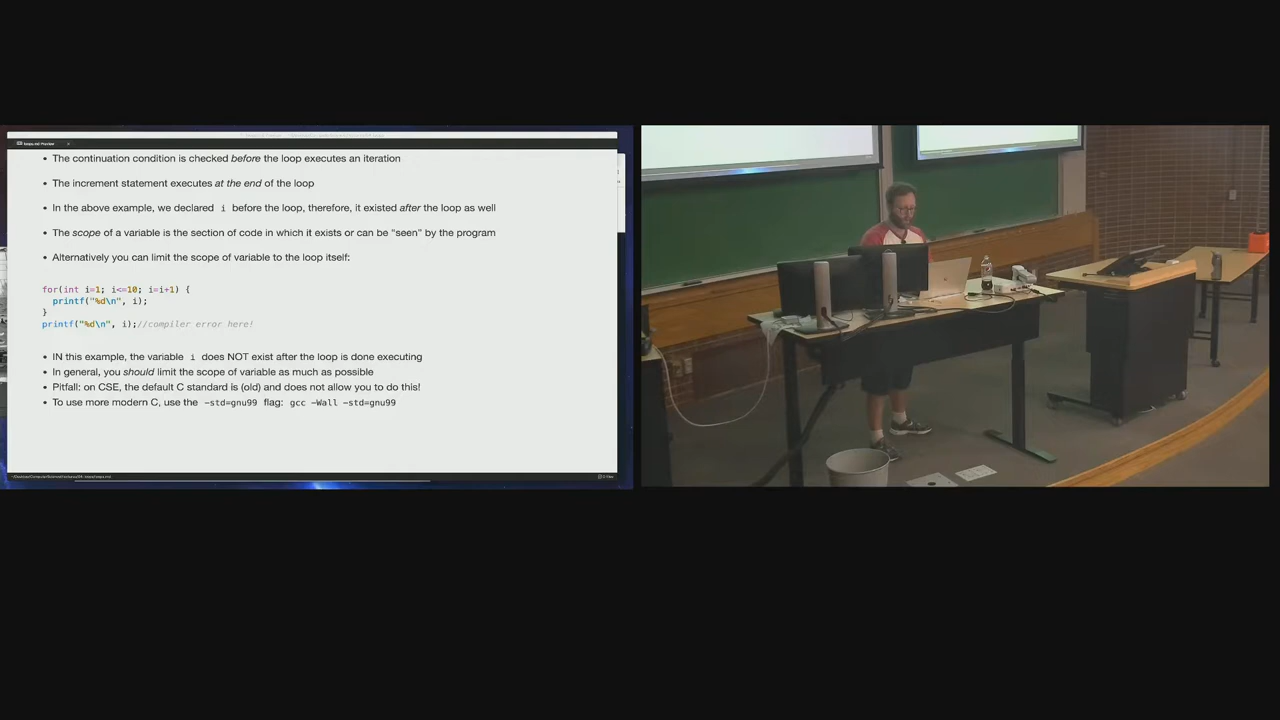 loops.md Preview
• The continuation condition is checked before the loop executes an iteration
• The increment statement executes at the end of the loop
• In the above example, we declared i before the loop, therefore, it existed after the loop as well
• The scope of a variable is the section of code in which it exists or can be "seen" by the program
• Alternatively you can limit the scope of variable to the loop itself:
for(int i=1; i<=10; i=i+1) {
printf("%d\n", i);
}
printf("%d\n", i);//compiler error here!
• IN this example, the variable i does NOT exist after the loop is done executing
• In general, you should limit the scope of variable as much as possible
• Pitfall: on CSE, the default C standard is (old) and does not allow you to do this!
• To use more modern C, use the -std=gnu99 flag: gcc -Wall -std=gnu99